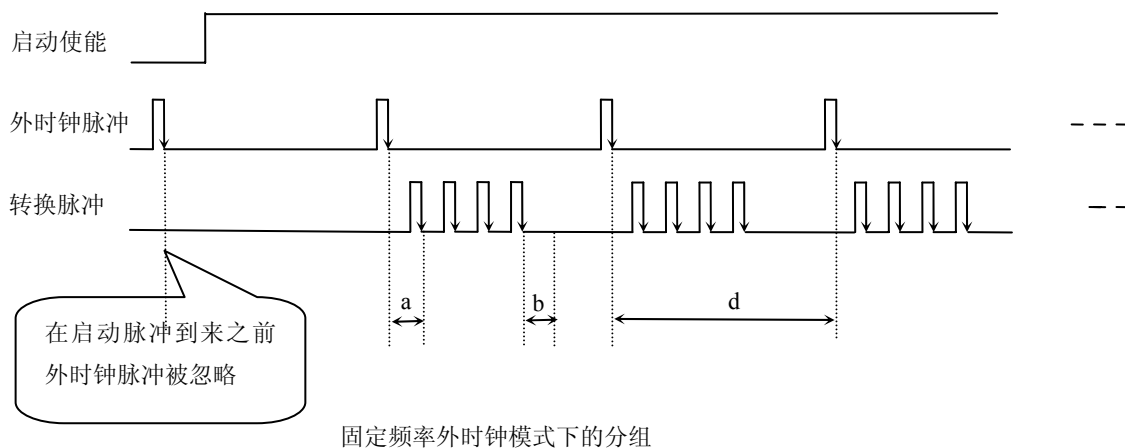 启动使能
外时钟脉冲
转换脉冲
a
b
d
在启动脉冲到来之前
外时钟脉冲被忽略
固定频率外时钟模式下的分组